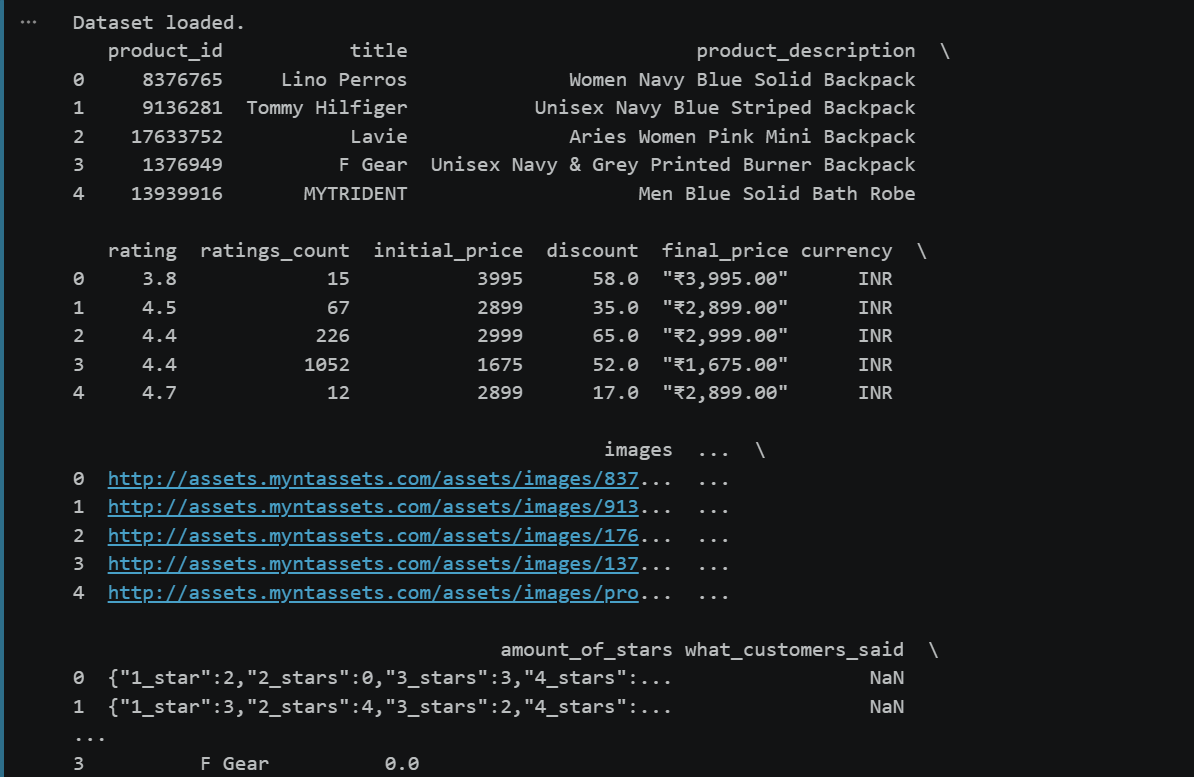 ... Dataset loaded.
product_id title product_description \
0 8376765 Lino Perros Women Navy Blue Solid Backpack
1 9136281 Tommy Hilfiger Unisex Navy Blue Striped Backpack
2 17633752 Lavie Aries Women Pink Mini Backpack
3 1376949 F Gear Unisex Navy & Grey Printed Burner Backpack
4 13939916 MYTRIDENT Men Blue Solid Bath Robe
rating ratings_count initial_price discount final_price currency \
0 3.8 15 3995 58.0 "₹3,995.00" INR
1 4.5 67 2899 35.0 "₹2,899.00" INR
2 4.4 226 2999 65.0 "₹2,999.00" INR
3 4.4 1052 1675 52.0 "₹1,675.00" INR
4 4.7 12 2899 17.0 "₹2,899.00" INR
images ... \
0 http://assets.myntassets.com/assets/images/837... ...
1 http://assets.myntassets.com/assets/images/913... ...
2 http://assets.myntassets.com/assets/images/176... ...
3 http://assets.myntassets.com/assets/images/137... ...
4 http://assets.myntassets.com/assets/images/pro... ...
amount_of_stars what_customers_said \
0 {"1_star":2,"2_stars":0,"3_stars":3,"4_stars":... NaN
1 {"1_star":3,"2_stars":4,"3_stars":2,"4_stars":... NaN
...
3 F Gear 0.0